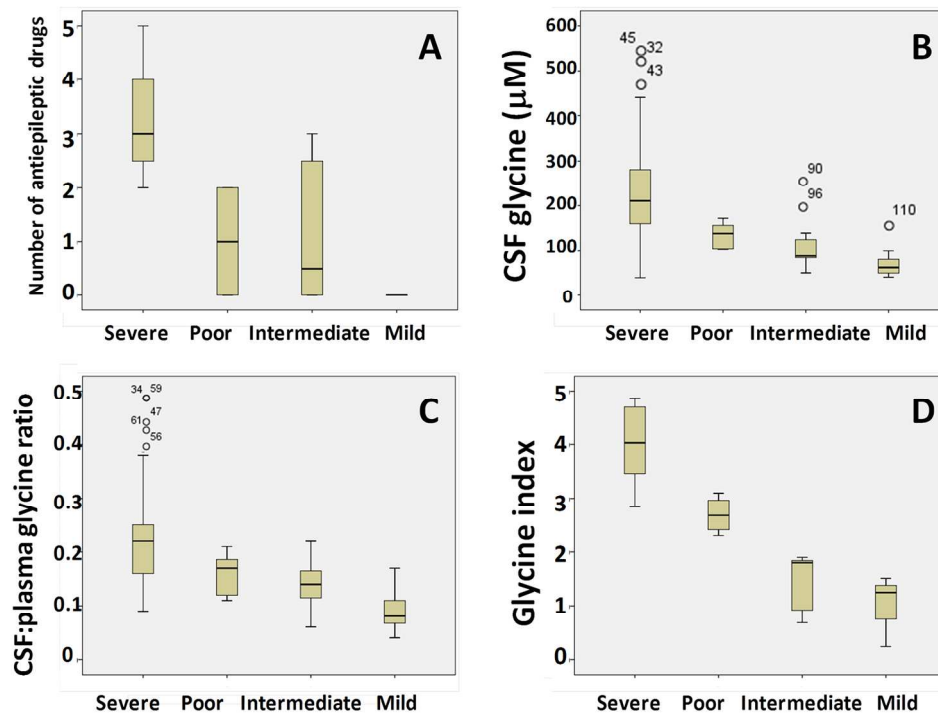 A
Number of antiepileptic drugs
5
4
3
2
1
0
Severe Poor Intermediate Mild
B
CSF glycine (µM)
600
500
400
300
200
100
0
45 32
43
90
96
110
Severe Poor Intermediate Mild
C
CSF:plasma glycine ratio
0.5
0.4
0.3
0.2
0.1
0
34 59
47
61
56
Severe Poor Intermediate Mild
D
Glycine index
5
4
3
2
1
0
Severe Poor Intermediate Mild